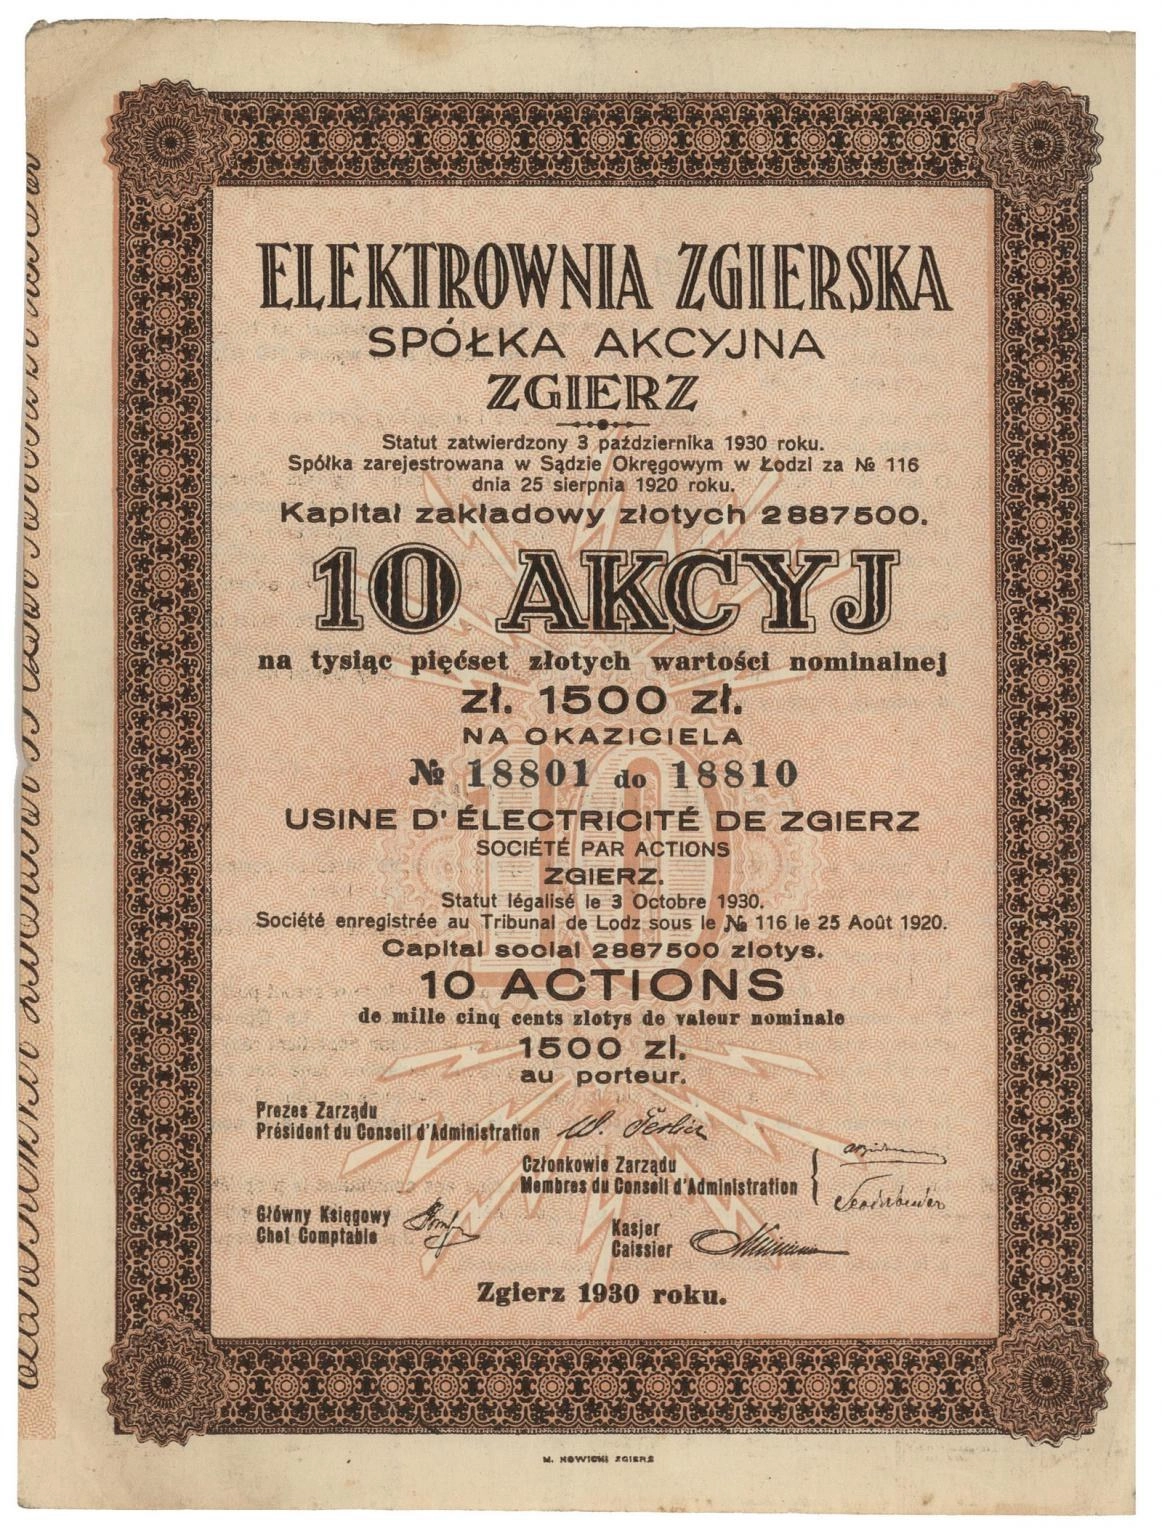 ELEKTROWNIA ZGIERSKA
SPÓŁKA AKCYJNA
ZGIERZ
Statut zatwierdzony 3 października 1930 roku.
Spółka zarejestrowana w Sądzie Okręgowym w Łodzi za № 116
dnia 25 sierpnia 1920 roku.
Kapitał zakładowy złotych 2887500.
10 AKCYJ
na tysiąc pięćset złotych wartości nominalnej
zł. 1500 zł.
NA OKAZICIELA
№ 18801 do 18810
USINE D'ÉLECTRICITÉ DE ZGIERZ
SOCIÉTÉ PAR ACTIONS
ZGIERZ.
Statut légalisé le 3 Octobre 1930.
Société enregistrée au Tribunal de Lodz sous le № 116 le 25 Août 1920.
Capital social 2887500 zlotys.
10 ACTIONS
de mille cinq cents zlotys de valeur nominale
1500 zl.
au porteur.
Prezes Zarządu
Président du Conseil d'Administration
Członkowie Zarządu
Membres du Conseil d'Administration
Główny Księgowy
Chef Comptable
Kasjer
Caissier
Zgierz 1930 roku.
M. NOWICKI ZGIERZ
10